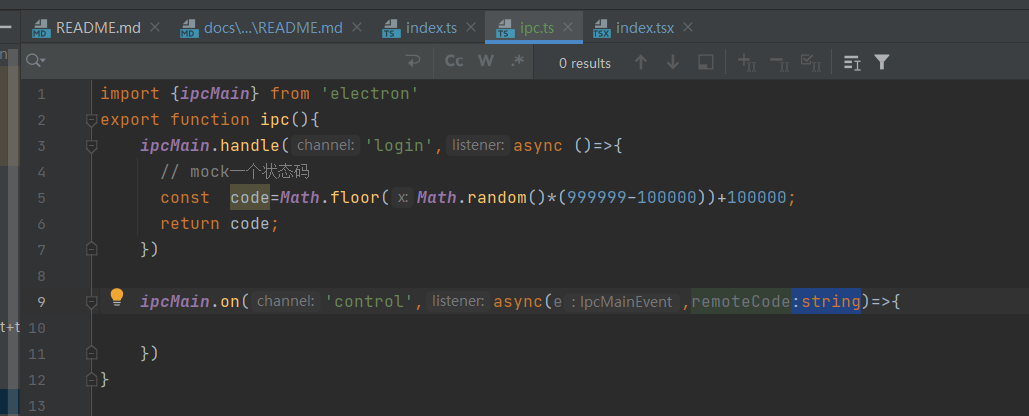 README.md
docs\...\README.md
index.ts
ipc.ts
index.tsx
Cc
W
.*
0 results
n
1 import {ipcMain} from 'electron'
2 export function ipc(){
3 ipcMain.handle( channel: 'login', listener: async ()=>{
4 // mock一个状态码
5 const code=Math.floor( x: Math.random()*(999999-100000))+100000;
6 return code;
7 })
8
9 ipcMain.on( channel: 'control', listener: async(e : IpcMainEvent ,remoteCode:string)=>{
t+t 10
11 })
12 }
13